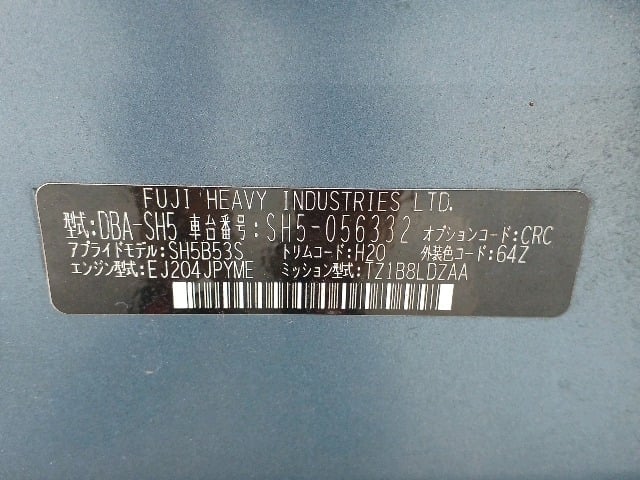 FUJI HEAVY INDUSTRIES LTD.
型式:DBA-SH5 車台番号:SH5-056332 オプションコード:CRC
アプライドモデル:SH5B53S トリムコード:H20 外装色コード:64Z
エンジン型式:EJ204JPYME ミッション型式:TZ1B8LDZAA